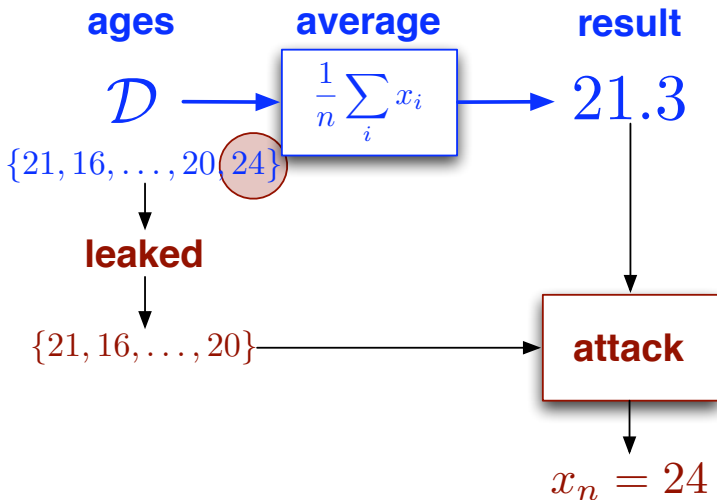 ages average result
𝒟 1/n ∑_i x_i 21.3
{21, 16, . . . , 20, 24}
leaked
{21, 16, . . . , 20}
attack
x_n = 24